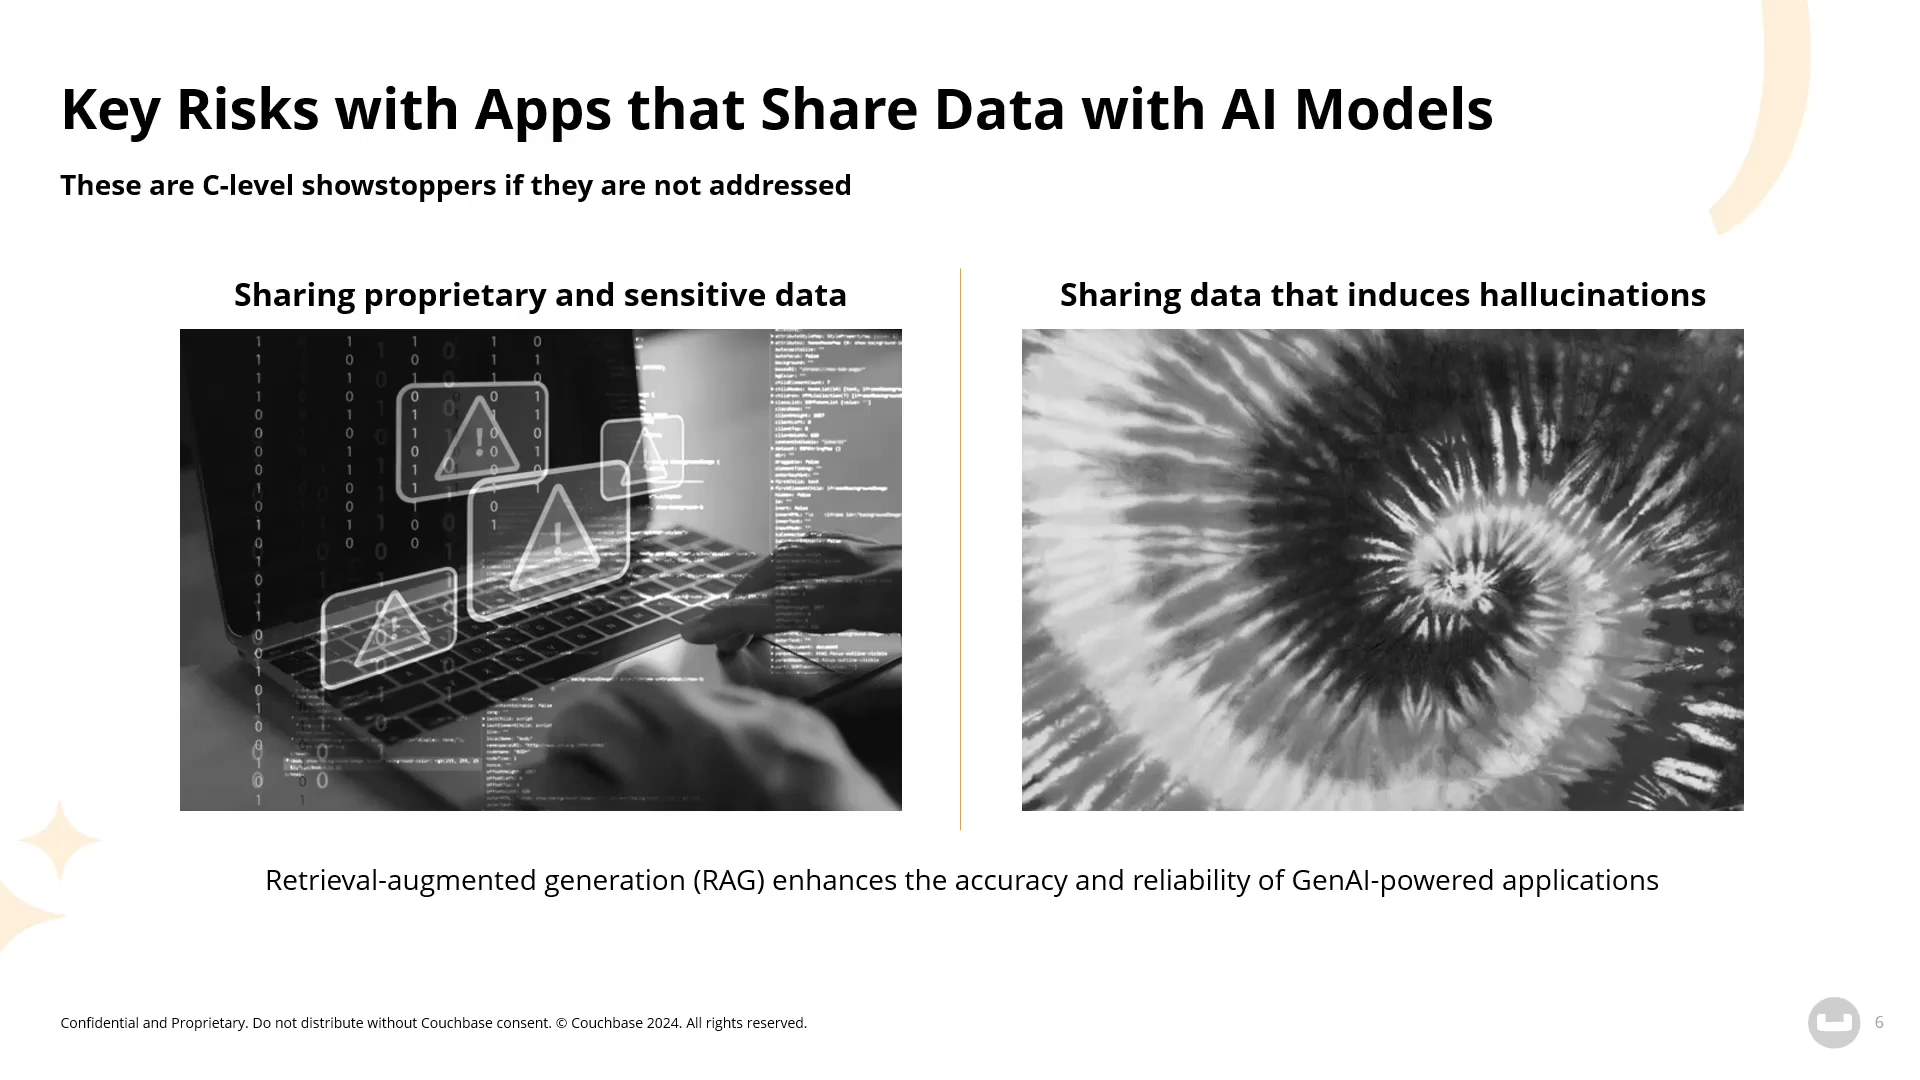 Key Risks with Apps that Share Data with AI Models
These are C-level showstoppers if they are not addressed
Sharing proprietary and sensitive data
Sharing data that induces hallucinations
Retrieval-augmented generation (RAG) enhances the accuracy and reliability of GenAI-powered applications
Confidential and Proprietary. Do not distribute without Couchbase consent. © Couchbase 2024. All rights reserved.
6